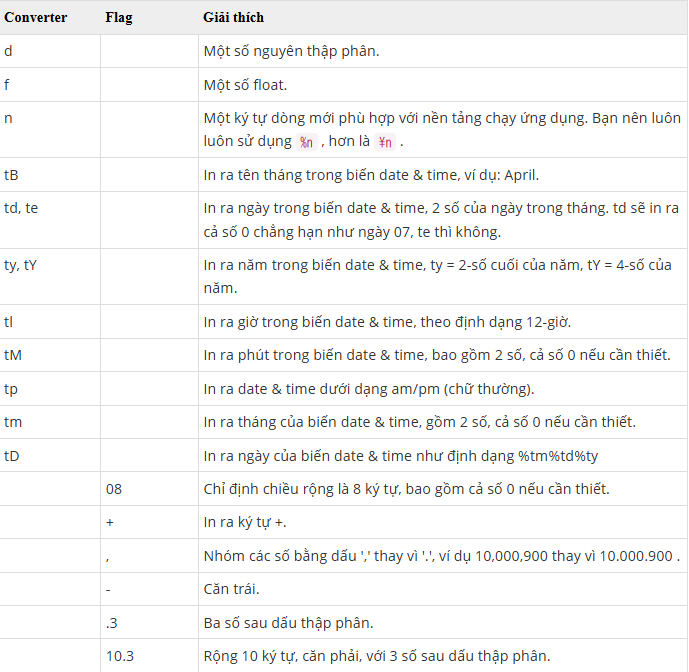 Converter Flag Giải thích
d Một số nguyên thập phân.
f Một số float.
n Một ký tự dòng mới phù hợp với nền tảng chạy ứng dụng. Bạn nên luôn
luôn sử dụng %n , hơn là ¥n .
tB In ra tên tháng trong biến date & time, ví dụ: April.
td, te In ra ngày trong biến date & time, 2 số của ngày trong tháng. td sẽ in ra
cả số 0 chẳng hạn như ngày 07, te thì không.
ty, tY In ra năm trong biến date & time, ty = 2-số cuối của năm, tY = 4-số của
năm.
tl In ra giờ trong biến date & time, theo định dạng 12-giờ.
tM In ra phút trong biến date & time, bao gồm 2 số, cả số 0 nếu cần thiết.
tp In ra date & time dưới dạng am/pm (chữ thường).
tm In ra tháng của biến date & time, gồm 2 số, cả số 0 nếu cần thiết.
tD In ra ngày của biến date & time như định dạng %tm%td%ty
08 Chỉ định chiều rộng là 8 ký tự, bao gồm cả số 0 nếu cần thiết.
+ In ra ký tự +.
, Nhóm các số bằng dấu ',' thay vì '.', ví dụ 10,000,900 thay vì 10.000.900 .
- Căn trái.
.3 Ba số sau dấu thập phân.
10.3 Rộng 10 ký tự, căn phải, với 3 số sau dấu thập phân.